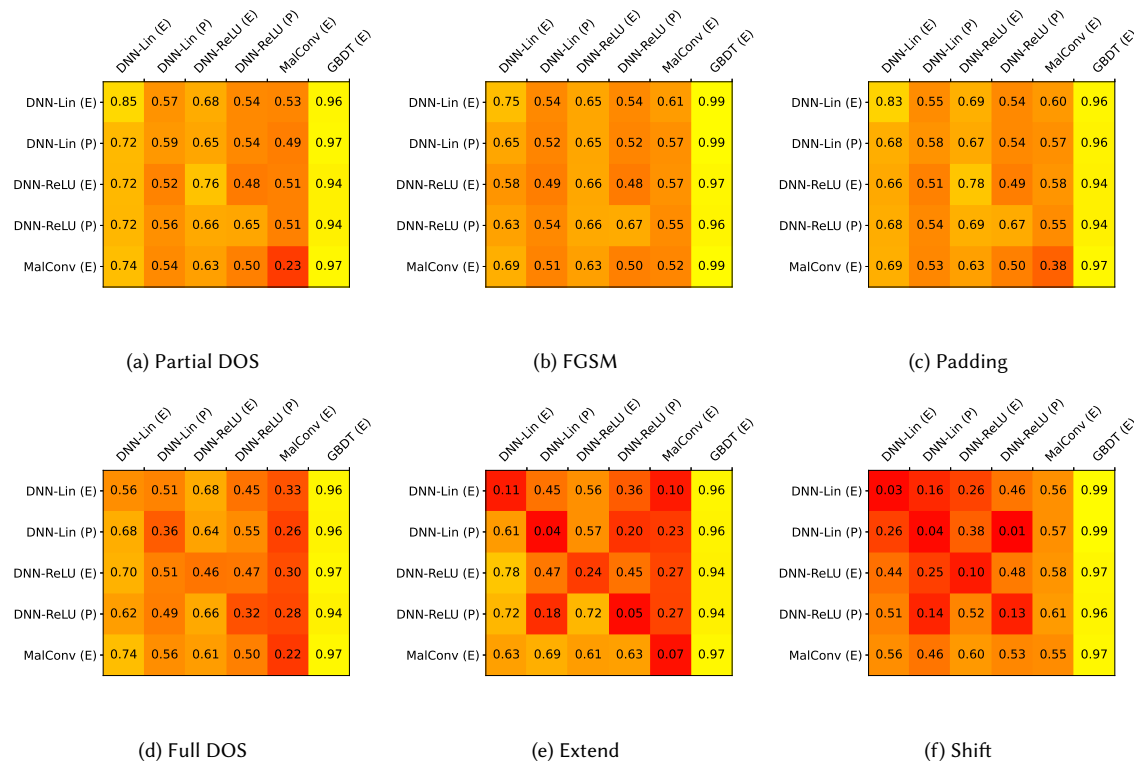 DNN-Lin (E) DNN-Lin (P) DNN-ReLU (E) DNN-ReLU (P) MalConv (E) GBDT (E)
DNN-Lin (E) 0.85 0.57 0.68 0.54 0.53 0.96
DNN-Lin (P) 0.72 0.59 0.65 0.54 0.49 0.97
DNN-ReLU (E) 0.72 0.52 0.76 0.48 0.51 0.94
DNN-ReLU (P) 0.72 0.56 0.66 0.65 0.51 0.94
MalConv (E) 0.74 0.54 0.63 0.50 0.23 0.97
(a) Partial DOS
DNN-Lin (E) DNN-Lin (P) DNN-ReLU (E) DNN-ReLU (P) MalConv (E) GBDT (E)
DNN-Lin (E) 0.75 0.54 0.65 0.54 0.61 0.99
DNN-Lin (P) 0.65 0.52 0.65 0.52 0.57 0.99
DNN-ReLU (E) 0.58 0.49 0.66 0.48 0.57 0.97
DNN-ReLU (P) 0.63 0.54 0.66 0.67 0.55 0.96
MalConv (E) 0.69 0.51 0.63 0.50 0.52 0.99
(b) FGSM
DNN-Lin (E) DNN-Lin (P) DNN-ReLU (E) DNN-ReLU (P) MalConv (E) GBDT (E)
DNN-Lin (E) 0.83 0.55 0.69 0.54 0.60 0.96
DNN-Lin (P) 0.68 0.58 0.67 0.54 0.57 0.96
DNN-ReLU (E) 0.66 0.51 0.78 0.49 0.58 0.94
DNN-ReLU (P) 0.68 0.54 0.69 0.67 0.55 0.94
MalConv (E) 0.69 0.53 0.63 0.50 0.38 0.97
(c) Padding
DNN-Lin (E) DNN-Lin (P) DNN-ReLU (E) DNN-ReLU (P) MalConv (E) GBDT (E)
DNN-Lin (E) 0.56 0.51 0.68 0.45 0.33 0.96
DNN-Lin (P) 0.68 0.36 0.64 0.55 0.26 0.96
DNN-ReLU (E) 0.70 0.51 0.46 0.47 0.30 0.97
DNN-ReLU (P) 0.62 0.49 0.66 0.32 0.28 0.94
MalConv (E) 0.74 0.56 0.61 0.50 0.22 0.97
(d) Full DOS
DNN-Lin (E) DNN-Lin (P) DNN-ReLU (E) DNN-ReLU (P) MalConv (E) GBDT (E)
DNN-Lin (E) 0.11 0.45 0.56 0.36 0.10 0.96
DNN-Lin (P) 0.61 0.04 0.57 0.20 0.23 0.96
DNN-ReLU (E) 0.78 0.47 0.24 0.45 0.27 0.94
DNN-ReLU (P) 0.72 0.18 0.72 0.05 0.27 0.94
MalConv (E) 0.63 0.69 0.61 0.63 0.07 0.97
(e) Extend
DNN-Lin (E) DNN-Lin (P) DNN-ReLU (E) DNN-ReLU (P) MalConv (E) GBDT (E)
DNN-Lin (E) 0.03 0.16 0.26 0.46 0.56 0.99
DNN-Lin (P) 0.26 0.04 0.38 0.01 0.57 0.99
DNN-ReLU (E) 0.44 0.25 0.10 0.48 0.58 0.97
DNN-ReLU (P) 0.51 0.14 0.52 0.13 0.61 0.96
MalConv (E) 0.56 0.46 0.60 0.53 0.55 0.97
(f) Shift